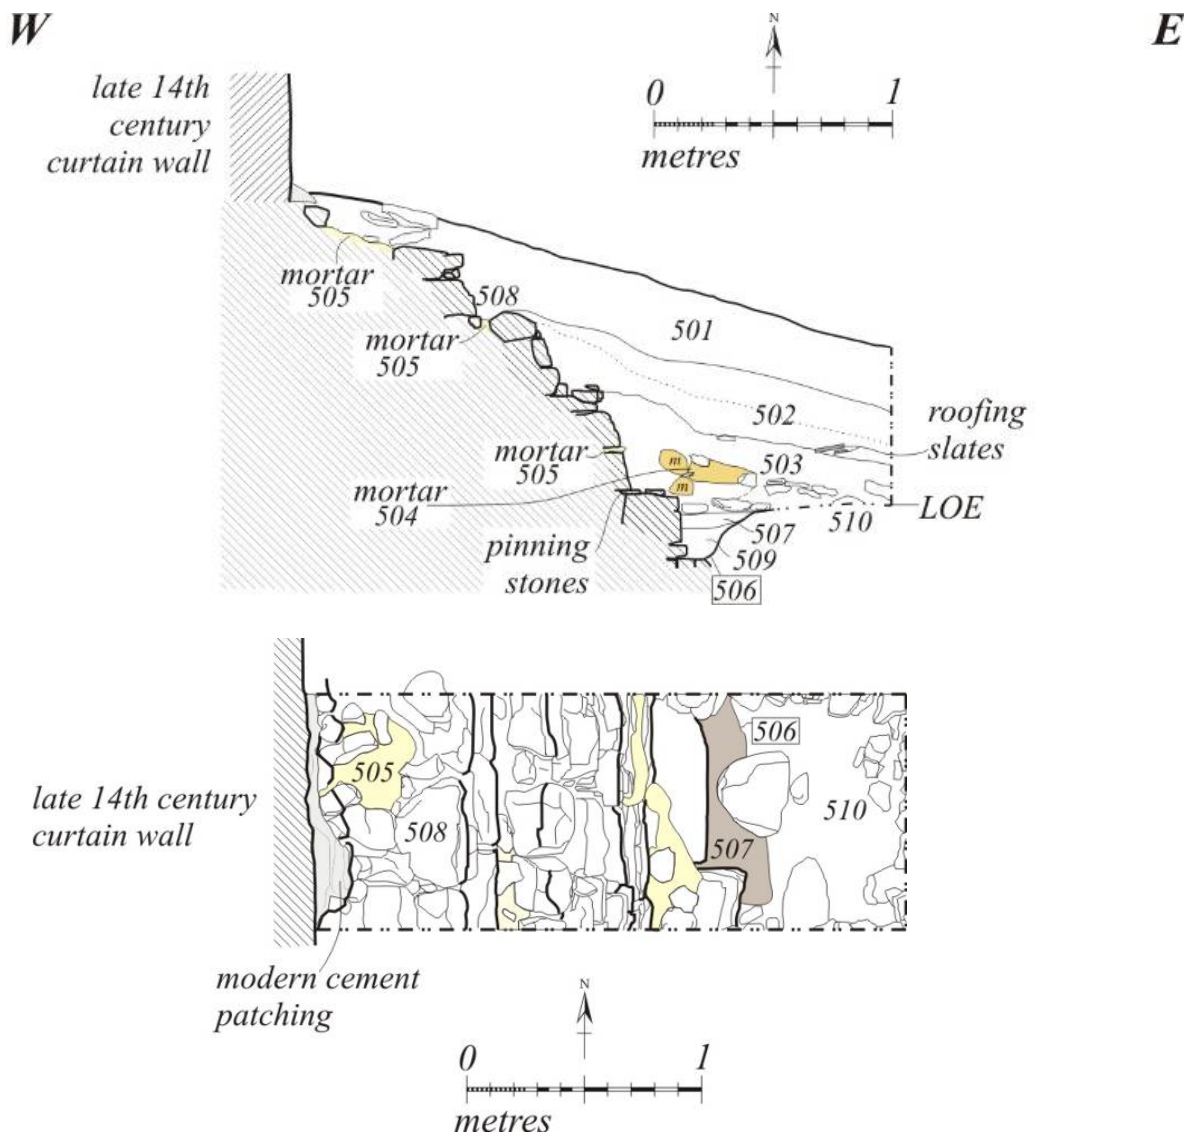 W
E
N
late 14th
century
curtain wall
0 1
metres
mortar
505
508
mortar
505
501
502
roofing
slates
mortar
505
503
m
m
mortar
504
LOE
510
507
pinning
stones
509
506
506
505
late 14th century
curtain wall
508
510
507
modern cement
patching
N
0 1
metres